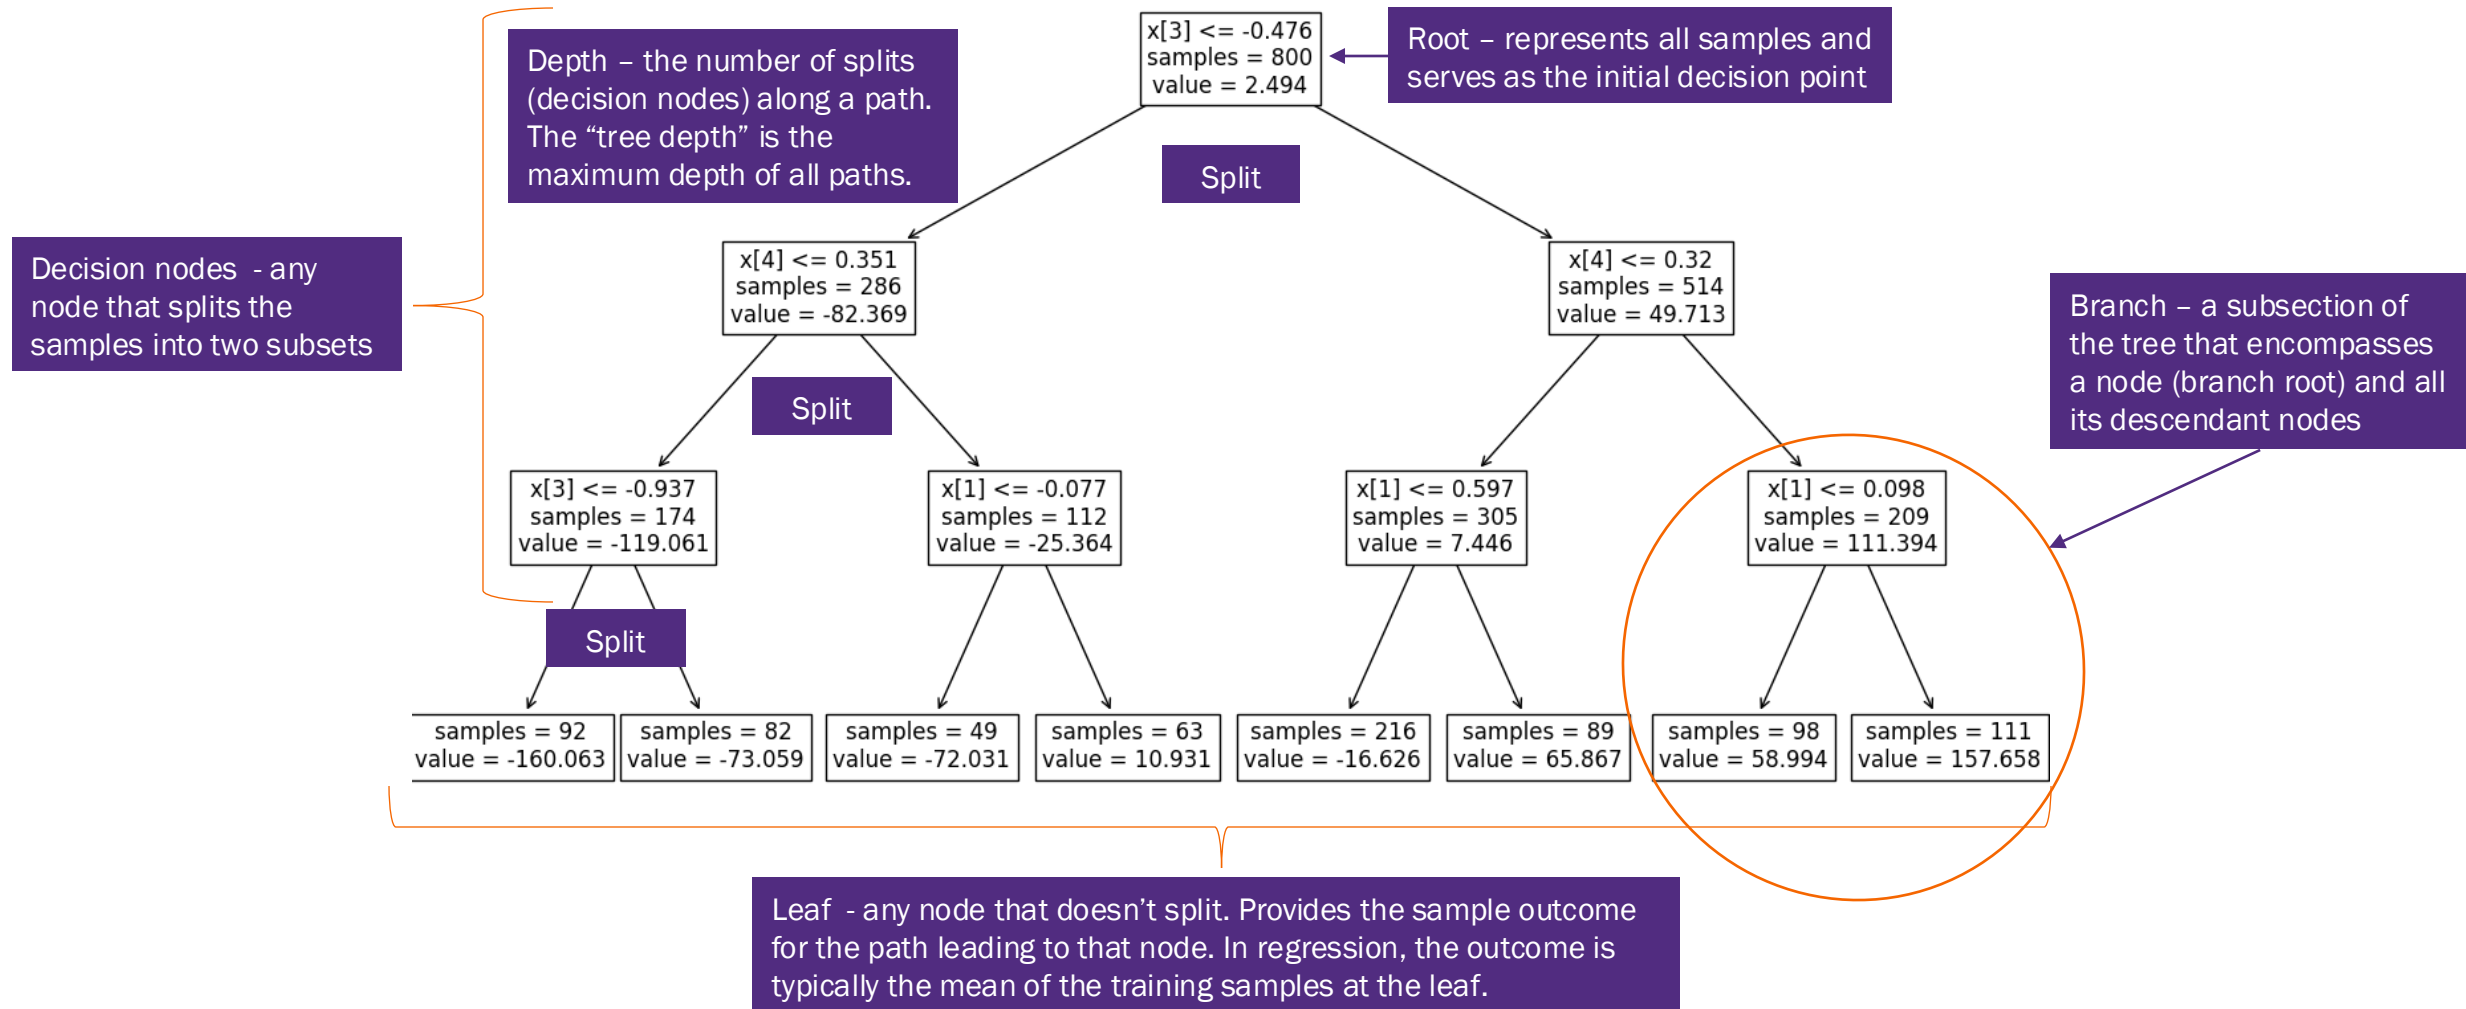 x[3] <= -0.476
samples = 800
value = 2.494
Root – represents all samples and
serves as the initial decision point
Depth – the number of splits
(decision nodes) along a path.
The “tree depth” is the
maximum depth of all paths.
Split
Decision nodes  - any
node that splits the
samples into two subsets
x[4] <= 0.351
samples = 286
value = -82.369
x[4] <= 0.32
samples = 514
value = 49.713
Branch – a subsection of
the tree that encompasses
a node (branch root) and all
its descendant nodes
Split
x[3] <= -0.937
samples = 174
value = -119.061
x[1] <= -0.077
samples = 112
value = -25.364
x[1] <= 0.597
samples = 305
value = 7.446
x[1] <= 0.098
samples = 209
value = 111.394
Split
samples = 92
value = -160.063
samples = 82
value = -73.059
samples = 49
value = -72.031
samples = 63
value = 10.931
samples = 216
value = -16.626
samples = 89
value = 65.867
samples = 98
value = 58.994
samples = 111
value = 157.658
Leaf  - any node that doesn’t split. Provides the sample outcome
for the path leading to that node. In regression, the outcome is
typically the mean of the training samples at the leaf.